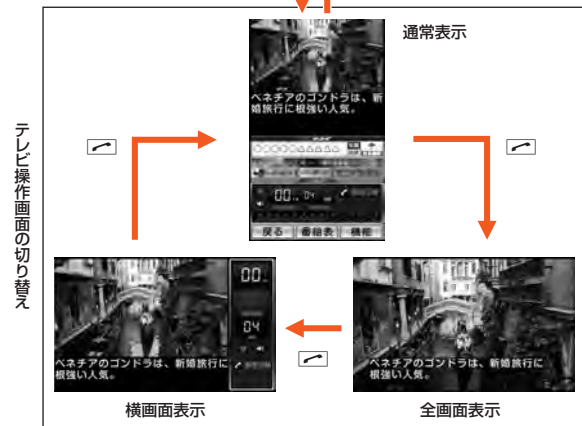 通常表示
ベネチアのゴンドラは、新
婚旅行に根強い人気。
○○○○○△△△△△
00
04
戻る 番組表 機能
テレビ操作画面の切り替え
00
04
ベネチアのゴンドラは、新婚旅行に
根強い人気。
横画面表示
ベネチアのゴンドラは、新婚旅行に
根強い人気。
全画面表示